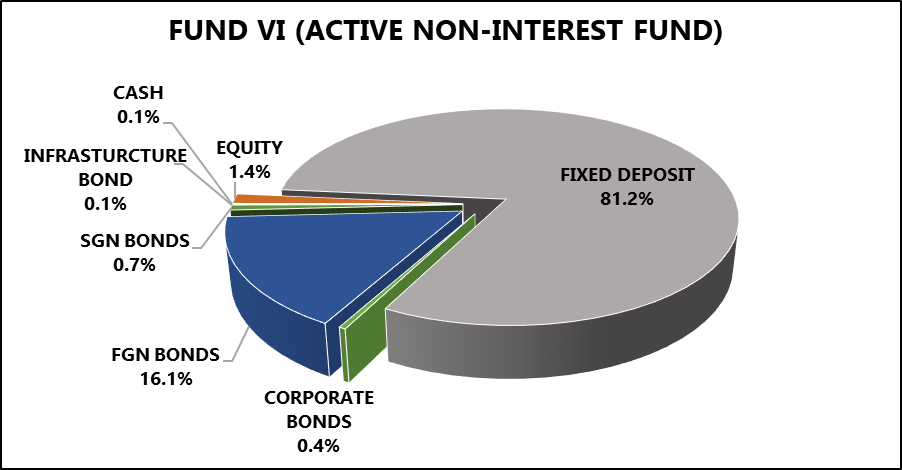 FUND VI (ACTIVE NON-INTEREST FUND)
CASH
0.1%
INFRASTURCTURE
BOND
0.1%
EQUITY
1.4%
FIXED DEPOSIT
81.2%
SGN BONDS
0.7%
FGN BONDS
16.1%
CORPORATE
BONDS
0.4%